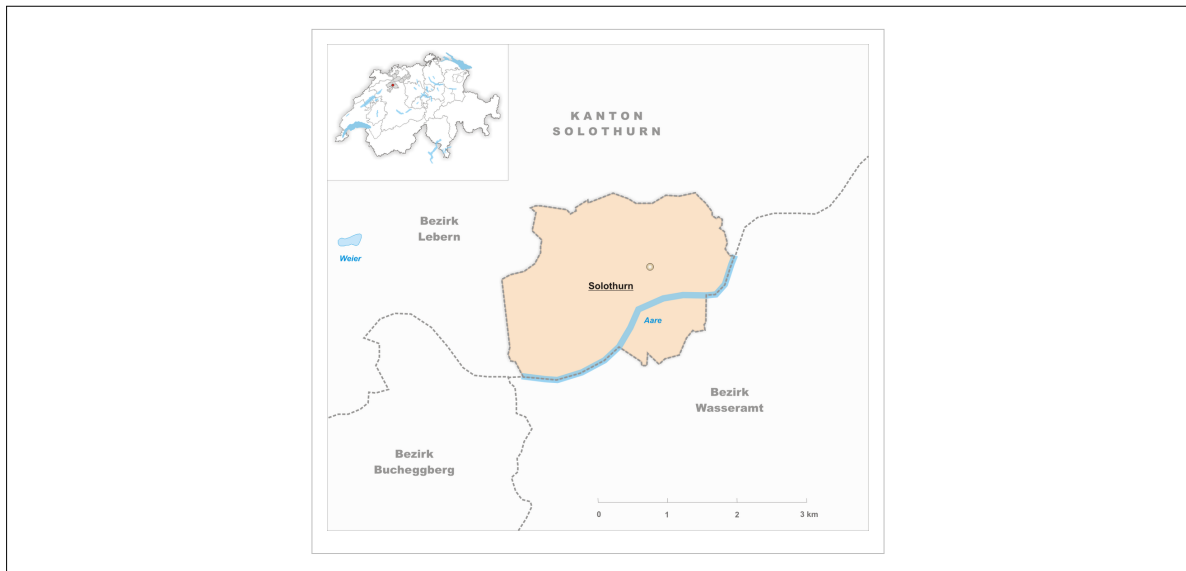 KANTON
SOLOTHURN
Bezirk
Lebern
Weier
Solothurn
Aare
Bezirk
Wasseramt
Bezirk
Bucheggberg
0 1 2 3 km